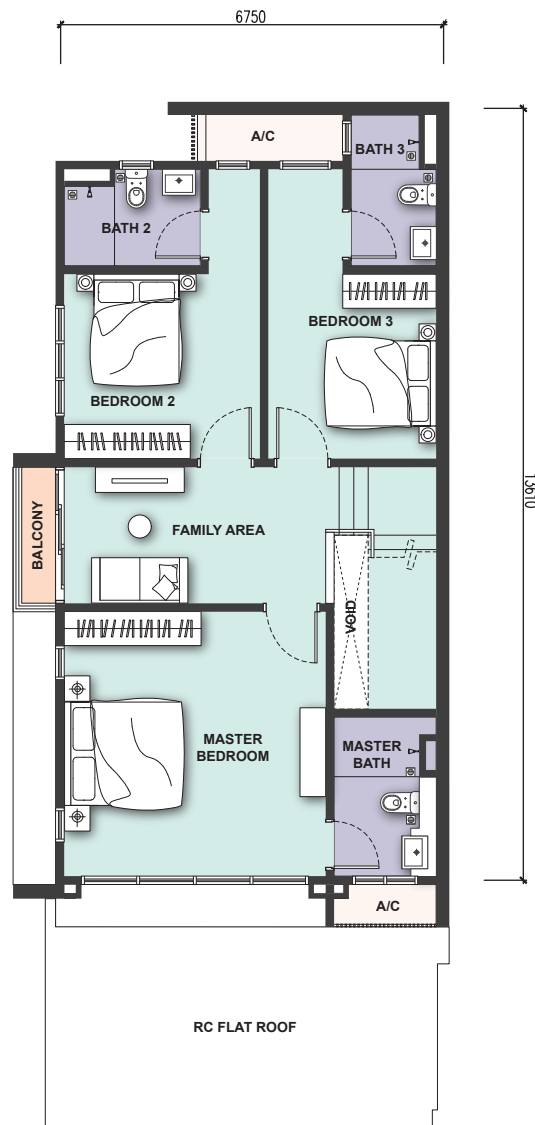 6750
A/C
BATH 3
BATH 2
BEDROOM 3
BEDROOM 2
13610
BALCONY
FAMILY AREA
VOID
MASTER
BEDROOM
MASTER
BATH
A/C
RC FLAT ROOF